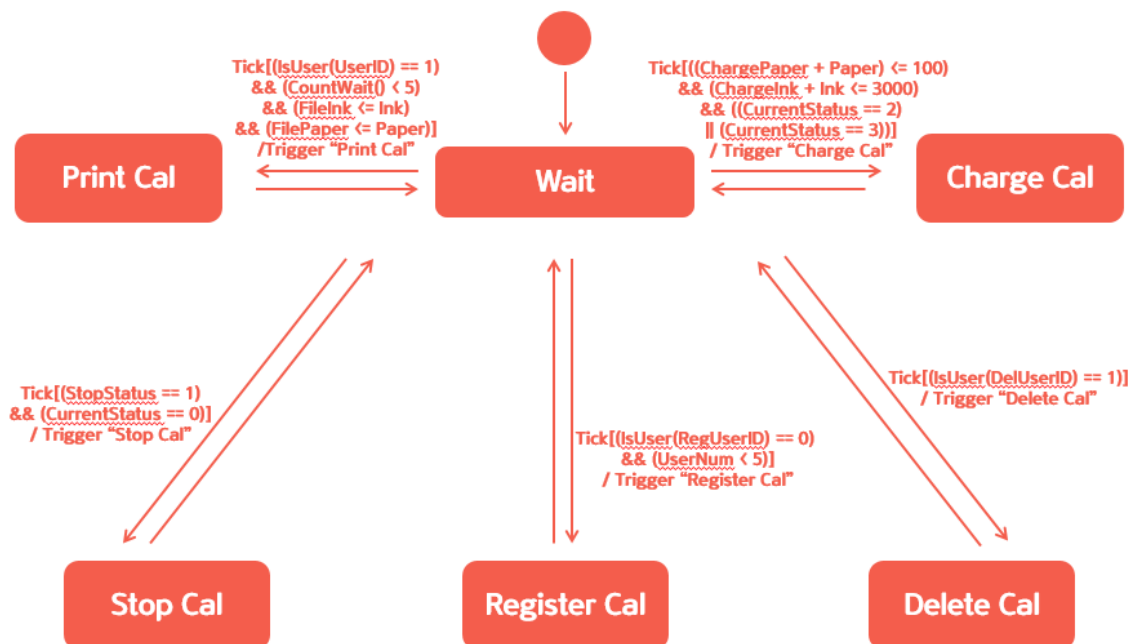 Tick[(IsUser(UserID) == 1)
&& (CountWait() < 5)
&& (FileInk <= Ink)
&& (FilePaper <= Paper)]
/Trigger “Print Cal”
Tick[((ChargePaper + Paper) <= 100)
&& (ChargeInk + Ink <= 3000)
&& ((CurrentStatus == 2)
|| (CurrentStatus == 3))]
/ Trigger “Charge Cal”
Print Cal
Wait
Charge Cal
Tick[(StopStatus == 1)
&& (CurrentStatus == 0)]
/ Trigger “Stop Cal”
Tick[(IsUser(RegUserID) == 0)
&& (UserNum < 5)]
/ Trigger “Register Cal”
Tick[(IsUser(DelUserID) == 1)]
/ Trigger “Delete Cal”
Stop Cal
Register Cal
Delete Cal